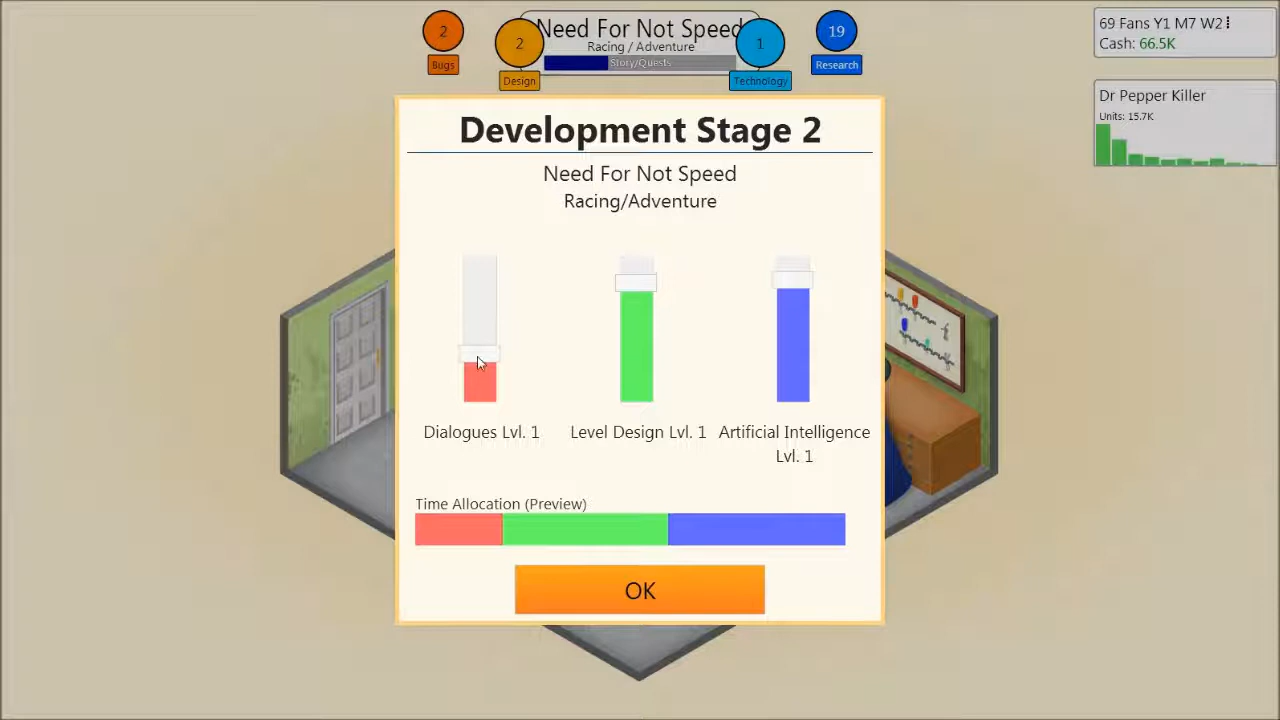 2
Bugs
2
Design
Need For Not Speed
Racing / Adventure
Story/Quests
1
Technology
19
Research
69 Fans Y1 M7 W2
Cash: 66.5K
Dr Pepper Killer
Units: 15.7K
Development Stage 2
Need For Not Speed
Racing/Adventure
Dialogues Lvl. 1
Level Design Lvl. 1
Artificial Intelligence
Lvl. 1
Time Allocation (Preview)
OK